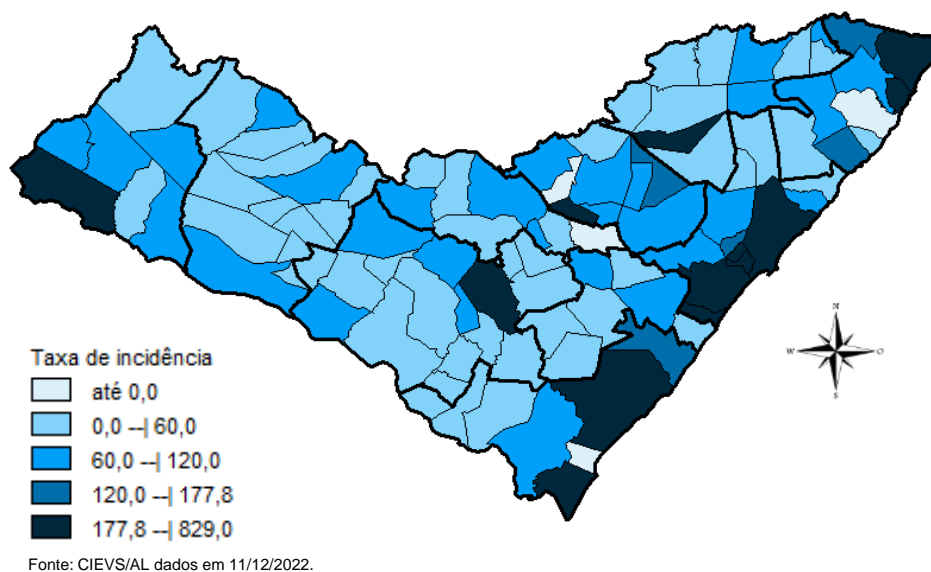 Taxa de incidência
até 0,0
0,0 --| 60,0
60,0 --| 120,0
120,0 --| 177,8
177,8 --| 829,0
N
W
O
S
Fonte: CIEVS/AL dados em 11/12/2022.